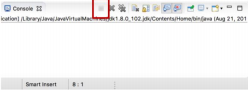 Console
ication] /Library/Java/JavaVirtualMachines/jdk1.8.0_102.jdk/Contents/Home/bin/java (Aug 21, 201
Smart Insert 8 : 1